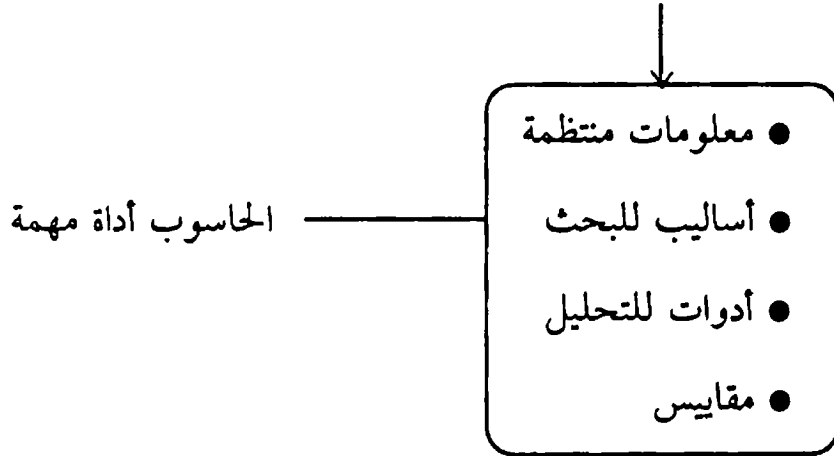 ● معلومات منتظمة
● أساليب للبحث
الحاسوب أداة مهمة
● أدوات للتحليل
● مقاييس